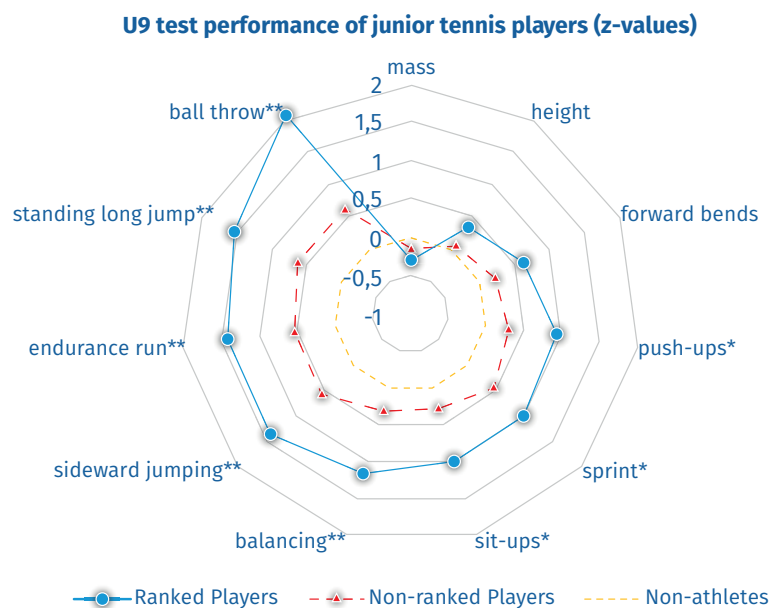 U9 test performance of junior tennis players (z-values)
mass
height
forward bends
push-ups*
sprint*
sit-ups*
balancing**
sideward jumping**
endurance run**
standing long jump**
ball throw**
2
1,5
1
0,5
0
-0,5
-1
Ranked Players
Non-ranked Players
Non-athletes